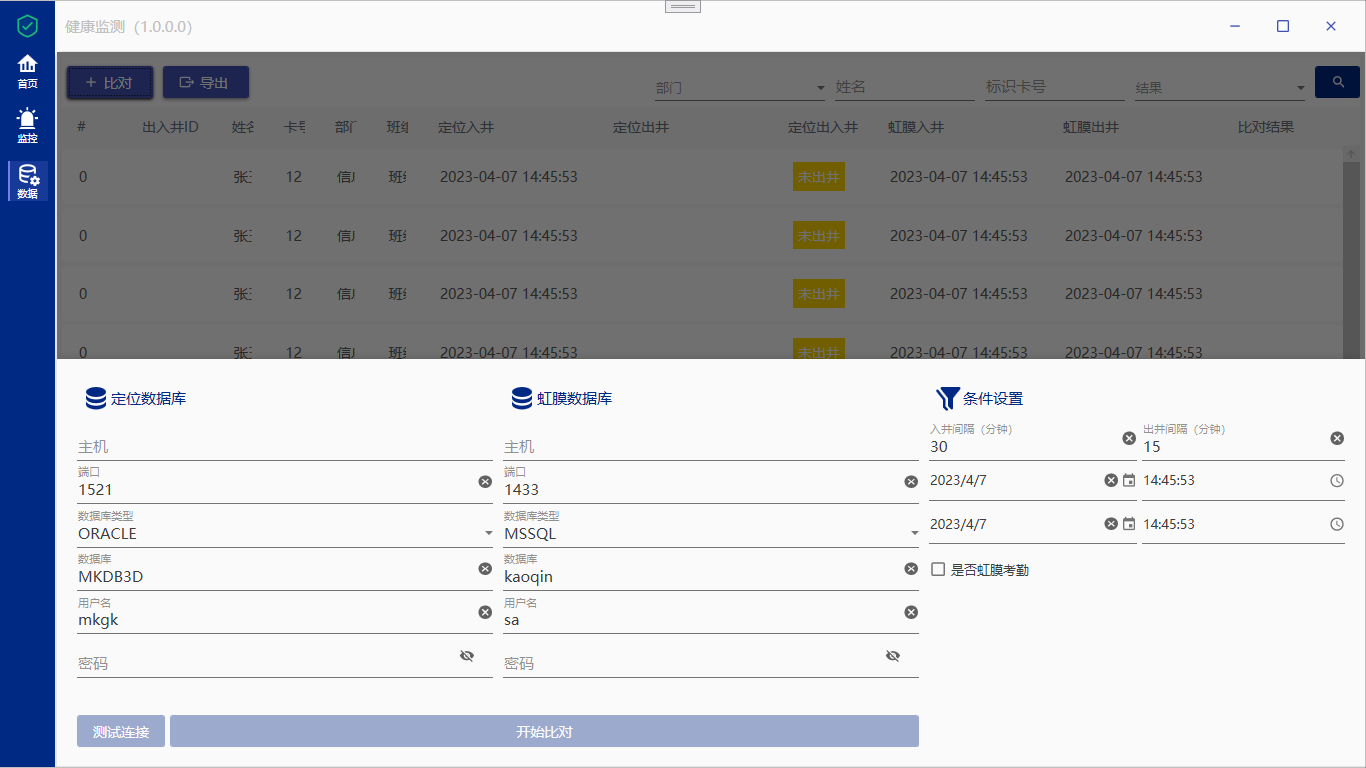 健康监测（1.0.0.0）
首页
监控
数据
比对 导出 部门 姓名 标识卡号 结果
# 出入井ID 姓名 卡号 部门 班组 定位入井 定位出井 定位出入井 虹膜入井 虹膜出井 比对结果
0 张 12 信 班 2023-04-07 14:45:53 未出井 2023-04-07 14:45:53 2023-04-07 14:45:53
0 张 12 信 班 2023-04-07 14:45:53 未出井 2023-04-07 14:45:53 2023-04-07 14:45:53
0 张 12 信 班 2023-04-07 14:45:53 未出井 2023-04-07 14:45:53 2023-04-07 14:45:53
0 张 12 信 班 2023-04-07 14:45:53 未出井 2023-04-07 14:45:53 2023-04-07 14:45:53
定位数据库
主机
端口
1521
数据库类型
ORACLE
数据库
MKDB3D
用户名
mkgk
密码
虹膜数据库
主机
端口
1433
数据库类型
MSSQL
数据库
kaoqin
用户名
sa
密码
条件设置
入井间隔（分钟） 出井间隔（分钟）
30 15
2023/4/7 14:45:53
2023/4/7 14:45:53
是否虹膜考勤
测试连接 开始比对